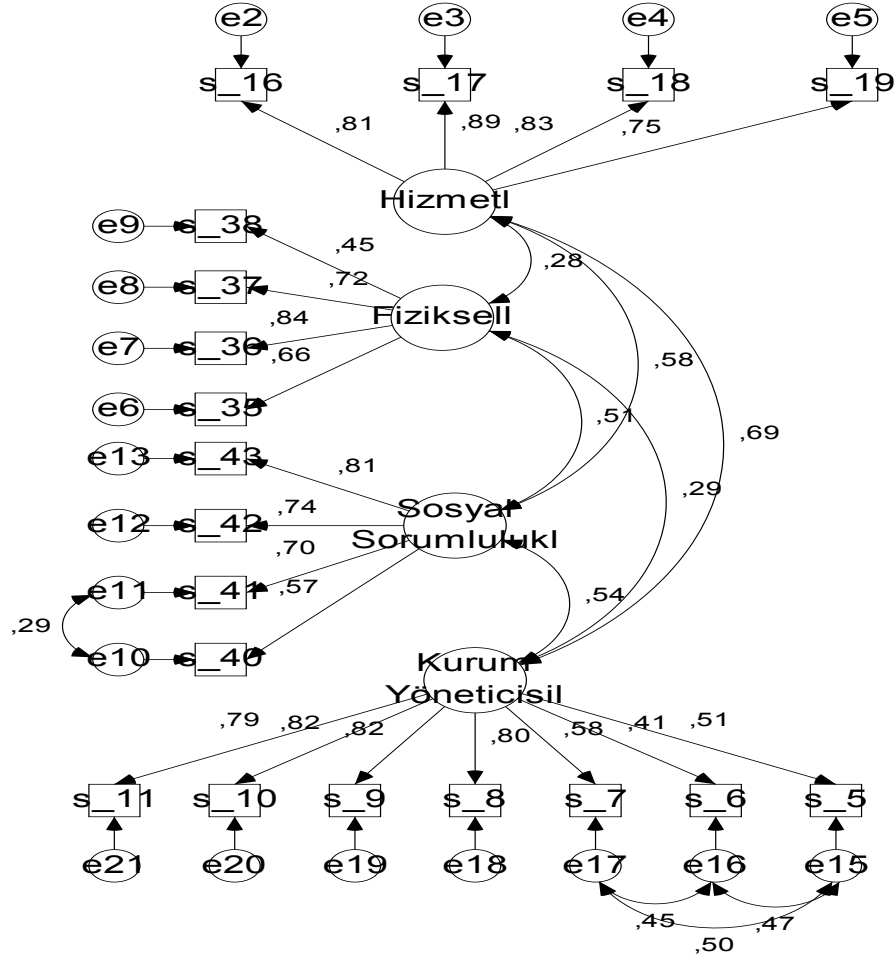 e2 e3 e4 e5
s_16 s_17 s_18 s_19
,81 ,89 ,83 ,75
Hizmetl
e9 s_38
,45
,28
e8 s_37
,72
Fiziksell
,84
e7 s_36
,66
,58
e6 s_35
,51
,69
e13 s_43
,81
,29
,74
Sosyal
e12 s_42
Sorumlulukl
,70
e11 s_41
,57
,54
,29
e10 s_40
Kurum
Yöneticisil
,79 ,82 ,82 ,80 ,58 ,41 ,51
s_11 s_10 s_9 s_8 s_7 s_6 s_5
e21 e20 e19 e18 e17 e16 e15
,45 ,47
,50